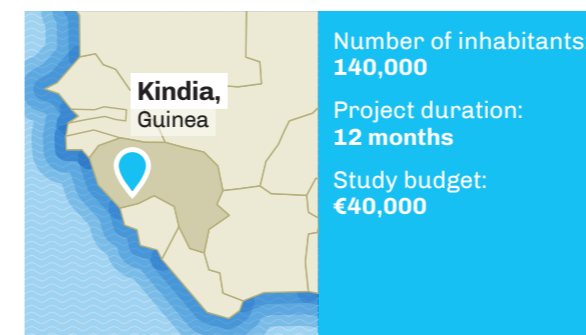 Kindia,
Guinea
Number of inhabitants
140,000
Project duration:
12 months
Study budget:
€40,000